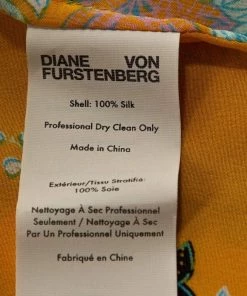 DIANE VON
FURSTENBERG
Shell: 100% Silk
Professional Dry Clean Only
Made in China
Extérieur/Tissu Stratifié:
100% Soie
Nettoyage À Sec Professionnel
Seulement / Nettoyage À Sec
Par Un Professionnel Uniquement
Fabriqué en Chine